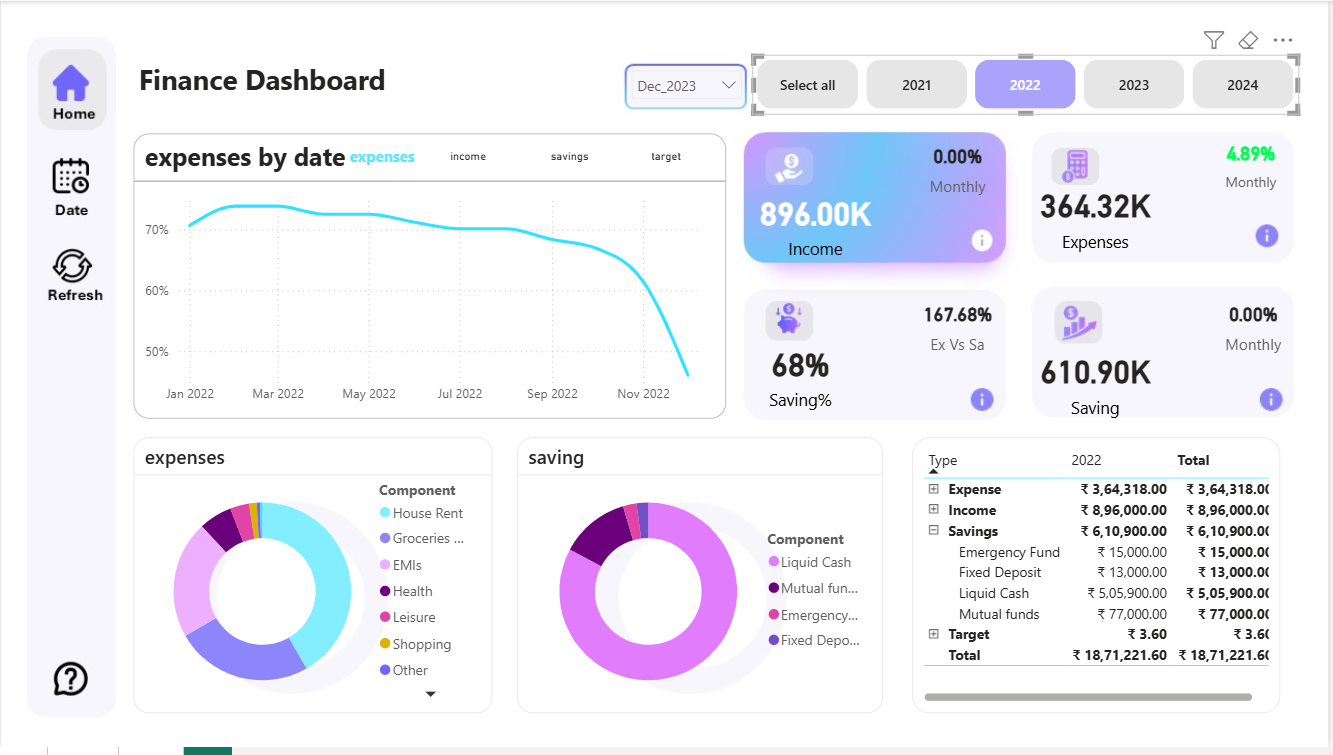 Finance Dashboard
Dec_2023
Select all
2021
2022
2023
2024
Home
Date
Refresh
expenses by date
expenses
income
savings
target
70%
60%
50%
Jan 2022
Mar 2022
May 2022
Jul 2022
Sep 2022
Nov 2022
0.00%
Monthly
896.00K
Income
4.89%
Monthly
364.32K
Expenses
167.68%
Ex Vs Sa
68%
Saving%
0.00%
Monthly
610.90K
Saving
expenses
Component
House Rent
Groceries ...
EMIs
Health
Leisure
Shopping
Other
saving
Component
Liquid Cash
Mutual fun...
Emergency...
Fixed Depo...
Type 2022 Total
Expense ₹ 3,64,318.00 ₹ 3,64,318.00
Income ₹ 8,96,000.00 ₹ 8,96,000.00
Savings ₹ 6,10,900.00 ₹ 6,10,900.00
Emergency Fund ₹ 15,000.00 ₹ 15,000.00
Fixed Deposit ₹ 13,000.00 ₹ 13,000.00
Liquid Cash ₹ 5,05,900.00 ₹ 5,05,900.00
Mutual funds ₹ 77,000.00 ₹ 77,000.00
Target ₹ 3.60 ₹ 3.60
Total ₹ 18,71,221.60 ₹ 18,71,221.60